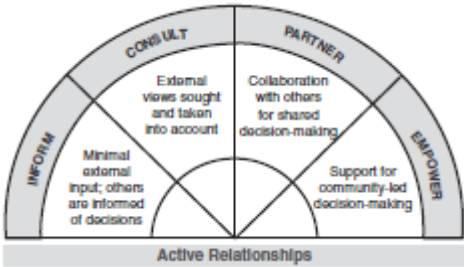 INFORM
Minimal
external
input; others
are informed
of decisions
CONSULT
External
views sought
and taken
into account
PARTNER
Collaboration
with others
for shared
decision-making
EMPOWER
Support for
community-led
decision-making
Active Relationships